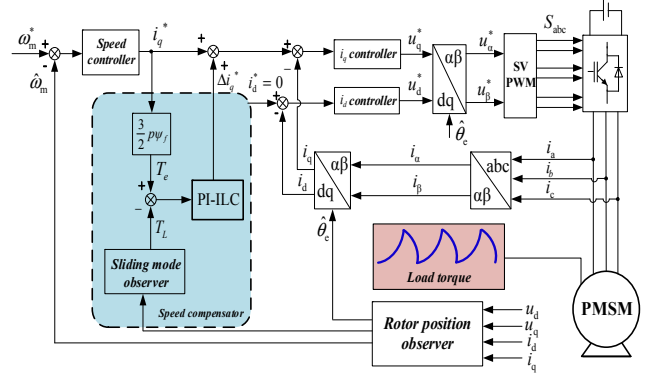 ω*m
Speed controller
i*q
Δi*q
i*d = 0
iq controller
u*q
αβ
dq
u*α
SV PWM
Sabc
ω̂m
id controller
u*d
u*β
θ̂e
3/2 pψf
Te
PI-ILC
iq
id
αβ
dq
iα
iβ
abc
αβ
ia
ib
ic
TL
θ̂e
Sliding mode observer
Load torque
Speed compensator
Rotor position observer
ud
uq
id
iq
PMSM